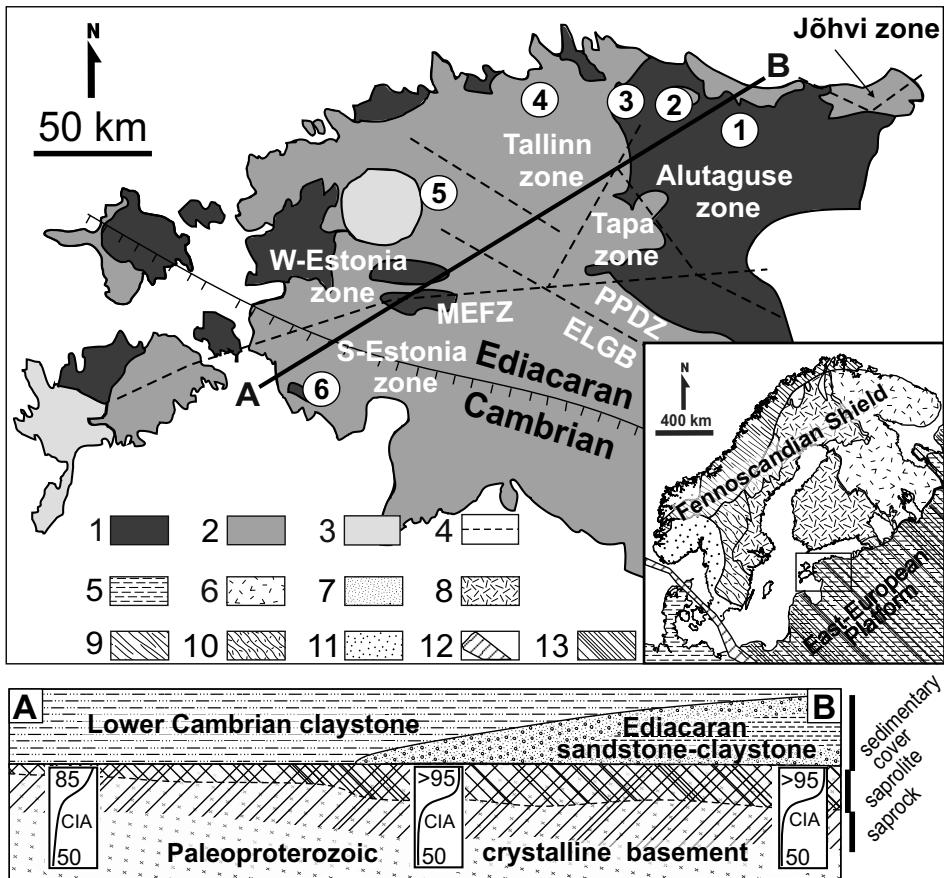 N
50 km
Jõhvi zone
B
4
3
2
1
Tallinn
zone
Alutaguse
zone
5
Tapa
zone
W-Estonia
zone
MEFZ
PPDZ
ELGB
S-Estonia
zone
A
6
Ediacaran
Cambrian
N
400 km
Fennoscandian Shield
East-European
Platform
1 2 3 4
5 6 7 8
9 10 11 12 13
A
B
Lower Cambrian claystone
Ediacaran
sandstone-claystone
sedimentary
cover
saprolite
saprock
85
CIA
50
>95
CIA
50
>95
CIA
50
Paleoproterozoic crystalline basement